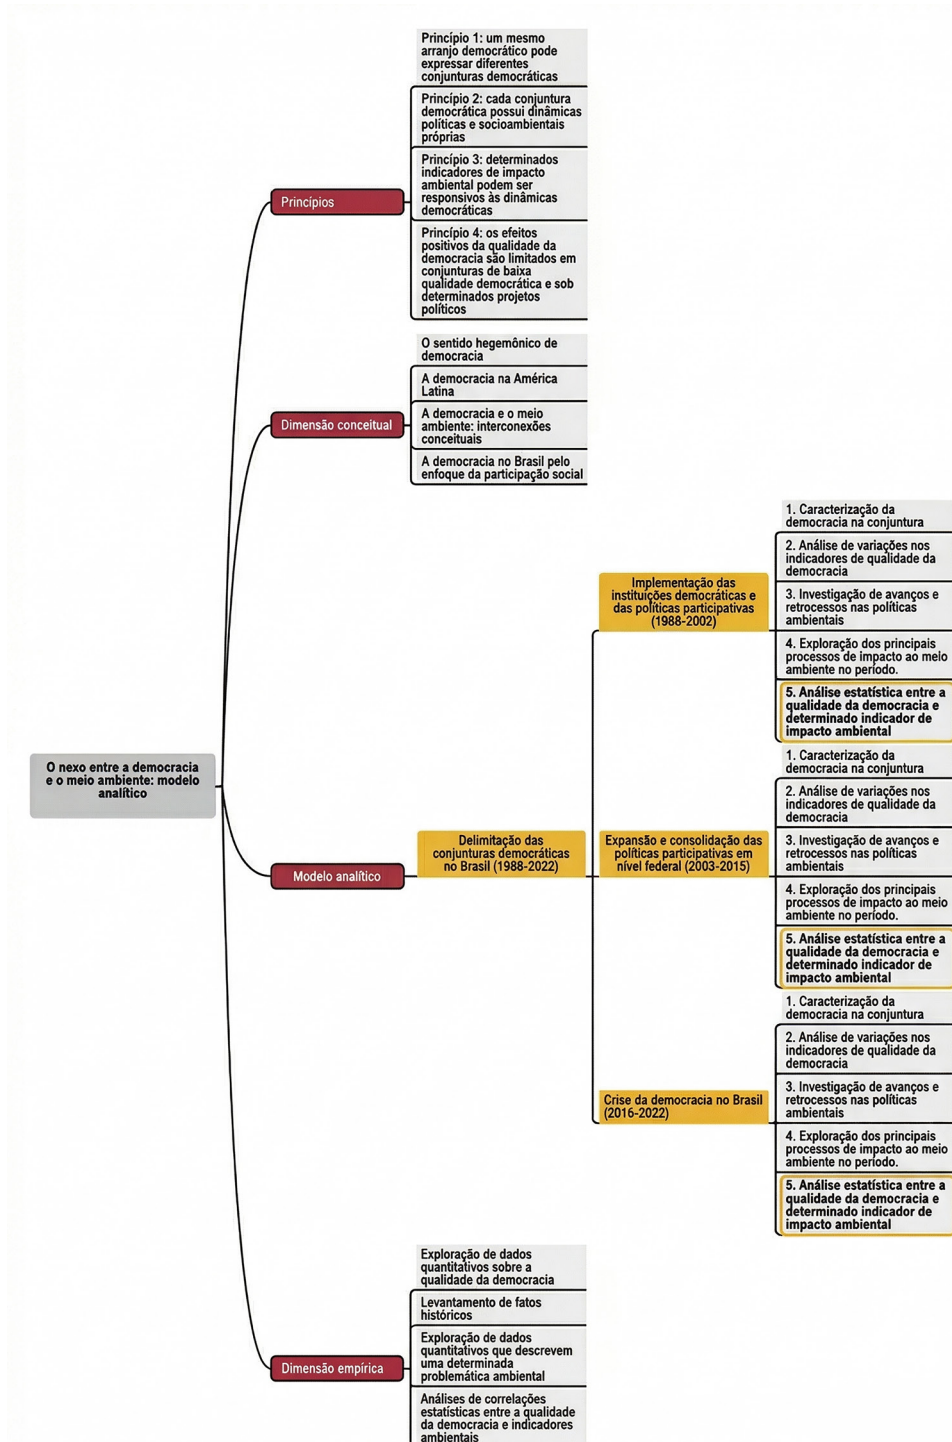 Princípio 1: um mesmo
arranjo democrático pode
expressar diferentes
conjunturas democráticas
Princípio 2: cada conjuntura
democrática possui dinâmicas
políticas e socioambientais
próprias
Princípio 3: determinados
indicadores de impacto
ambiental podem ser
responsivos às dinâmicas
democráticas
Princípio 4: os efeitos
positivos da qualidade da
democracia são limitados em
conjunturas de baixa
qualidade democrática e sob
determinados projetos
políticos
Princípios
O sentido hegemônico de
democracia
A democracia na América
Latina
A democracia e o meio
ambiente: interconexões
conceituais
A democracia no Brasil pelo
enfoque da participação social
Dimensão conceitual
O nexo entre a democracia
e o meio ambiente: modelo
analítico
Modelo analítico
Delimitação das
conjunturas democráticas
no Brasil (1988-2022)
Implementação das
instituições democráticas e
das políticas participativas
(1988-2002)
1. Caracterização da
democracia na conjuntura
2. Análise de variações nos
indicadores de qualidade da
democracia
3. Investigação de avanços e
retrocessos nas políticas
ambientais
4. Exploração dos principais
processos de impacto ao meio
ambiente no período.
5. Análise estatística entre a
qualidade da democracia e
determinado indicador de
impacto ambiental
Expansão e consolidação das
políticas participativas em
nível federal (2003-2015)
1. Caracterização da
democracia na conjuntura
2. Análise de variações nos
indicadores de qualidade da
democracia
3. Investigação de avanços e
retrocessos nas políticas
ambientais
4. Exploração dos principais
processos de impacto ao meio
ambiente no período.
5. Análise estatística entre a
qualidade da democracia e
determinado indicador de
impacto ambiental
Crise da democracia no Brasil
(2016-2022)
1. Caracterização da
democracia na conjuntura
2. Análise de variações nos
indicadores de qualidade da
democracia
3. Investigação de avanços e
retrocessos nas políticas
ambientais
4. Exploração dos principais
processos de impacto ao meio
ambiente no período.
5. Análise estatística entre a
qualidade da democracia e
determinado indicador de
impacto ambiental
Dimensão empírica
Exploração de dados
quantitativos sobre a
qualidade da democracia
Levantamento de fatos
históricos
Exploração de dados
quantitativos que descrevem
uma determinada
problemática ambiental
Análises de correlações
estatísticas entre a qualidade
da democracia e indicadores
ambientais